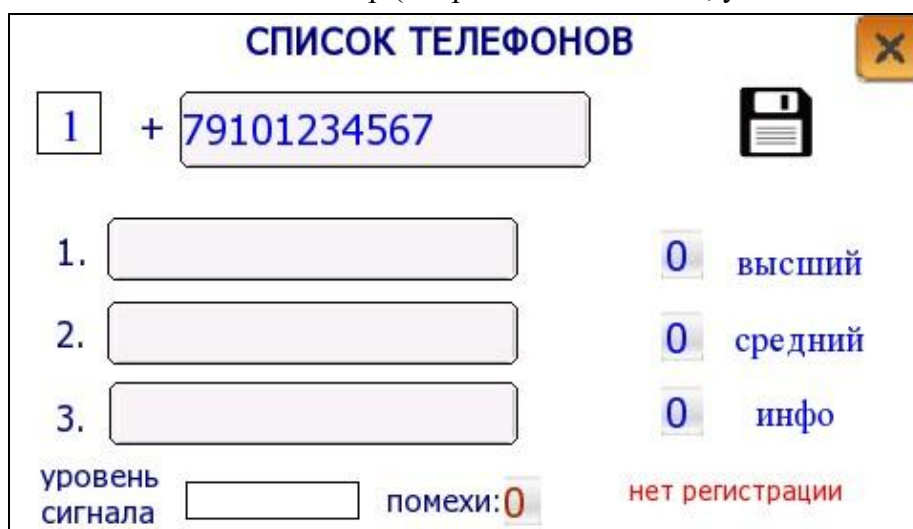 СПИСОК ТЕЛЕФОНОВ
1 + 79101234567
1. 0 высший
2. 0 средний
3. 0 инфо
уровень
сигнала помехи: 0 нет регистрации